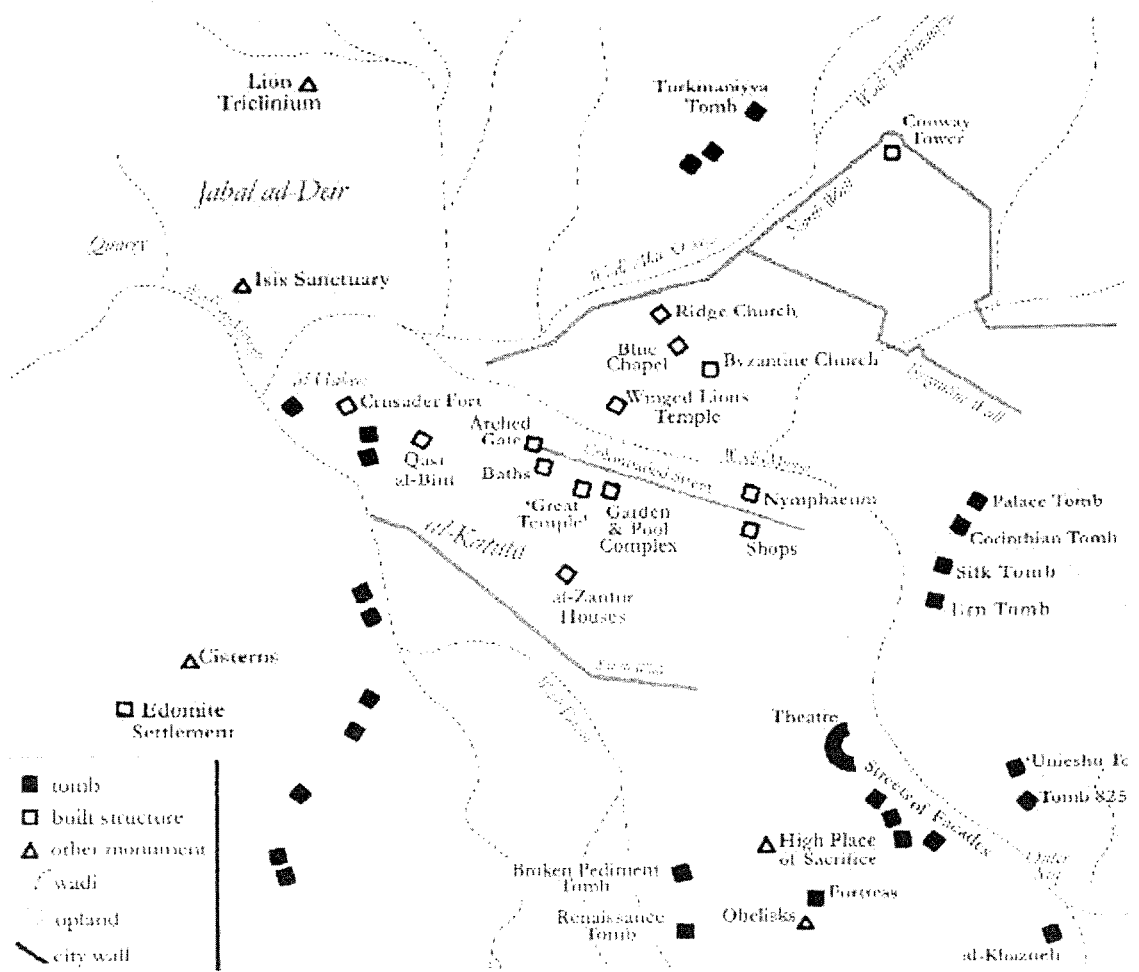 Lion
Triclinium
Turkmaniyya
Tomb
Conway
Tower
Jabal ad-Deir
Quarry
North Wall
Isis Sanctuary
Ridge Church
Blue
Chapel
Byzantine Church
Crusader Fort
Winged Lions
Temple
Arched
Gate
Qasr
al-Bint
Baths
Colonnaded Street
'Great
Temple'
Garden
& Pool
Complex
Nymphaeum
Shops
Palace Tomb
Corinthian Tomb
Silk Tomb
Urn Tomb
al-Katuta
al-Zantur
Houses
Cisterns
Edomite
Settlement
Theatre
Streets of Facades
Tomb 825
High Place
of Sacrifice
Broken Pediment
Tomb
Fortress
Renaissance
Tomb
Obelisks
al-Khazneh
tomb
built structure
other monument
wadi
upland
city wall